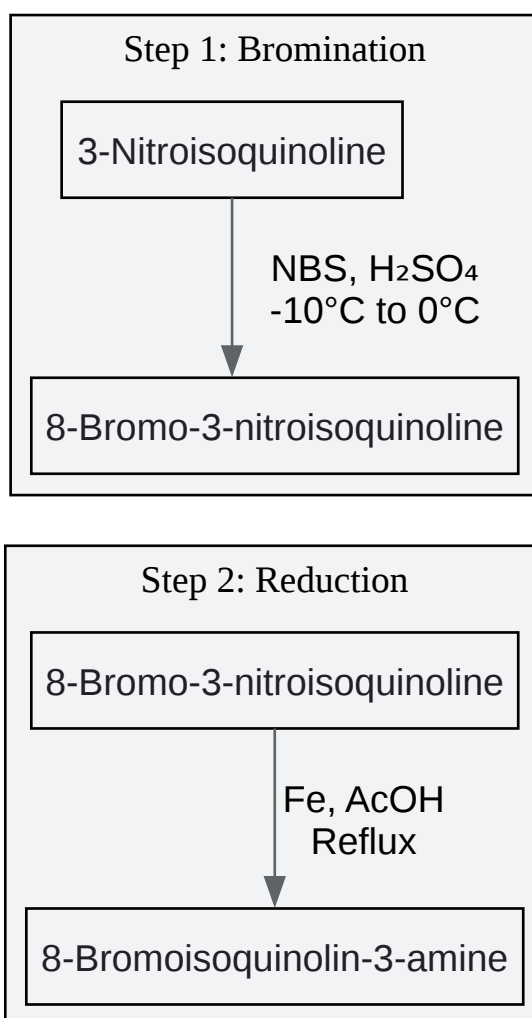 Step 1: Bromination
3-Nitroisoquinoline
NBS, H₂SO₄
-10°C to 0°C
8-Bromo-3-nitroisoquinoline
Step 2: Reduction
8-Bromo-3-nitroisoquinoline
Fe, AcOH
Reflux
8-Bromoisoquinolin-3-amine